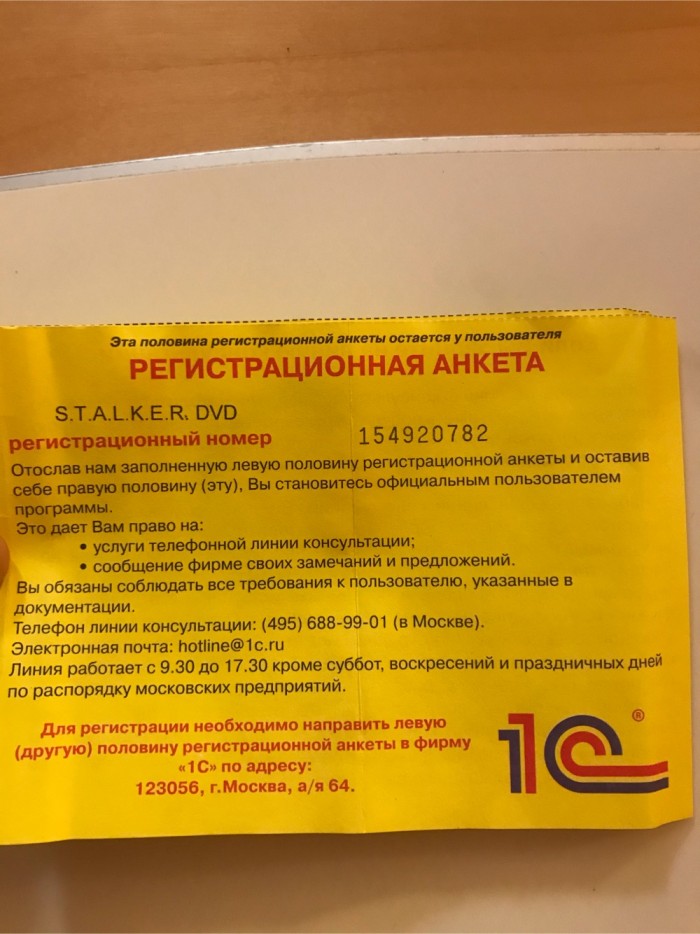 Эта половина регистрационной анкеты остается у пользователя
РЕГИСТРАЦИОННАЯ АНКЕТА
S.T.A.L.K.E.R. DVD
регистрационный номер 154920782
Отослав нам заполненную левую половину регистрационной анкеты и оставив
себе правую половину (эту), Вы становитесь официальным пользователем
программы.
Это дает Вам право на:
• услуги телефонной линии консультации;
• сообщение фирме своих замечаний и предложений.
Вы обязаны соблюдать все требования к пользователю, указанные в
документации.
Телефон линии консультации: (495) 688-99-01 (в Москве).
Электронная почта: hotline@1c.ru
Линия работает с 9.30 до 17.30 кроме суббот, воскресений и праздничных дней
по распорядку московских предприятий.
Для регистрации необходимо направить левую
(другую) половину регистрационной анкеты в фирму
«1С» по адресу:
123056, г.Москва, а/я 64.
1С®